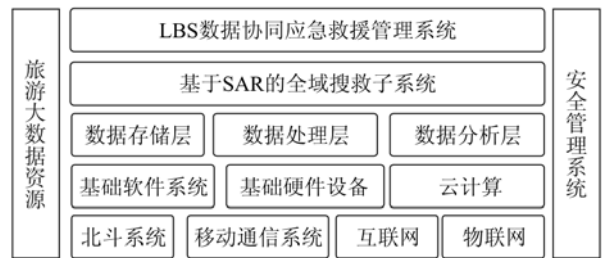 旅游大数据资源
LBS数据协同应急救援管理系统
基于SAR的全域搜救子系统
数据存储层 数据处理层 数据分析层
基础软件系统 基础硬件设备 云计算
北斗系统 移动通信系统 互联网 物联网
安全管理系统